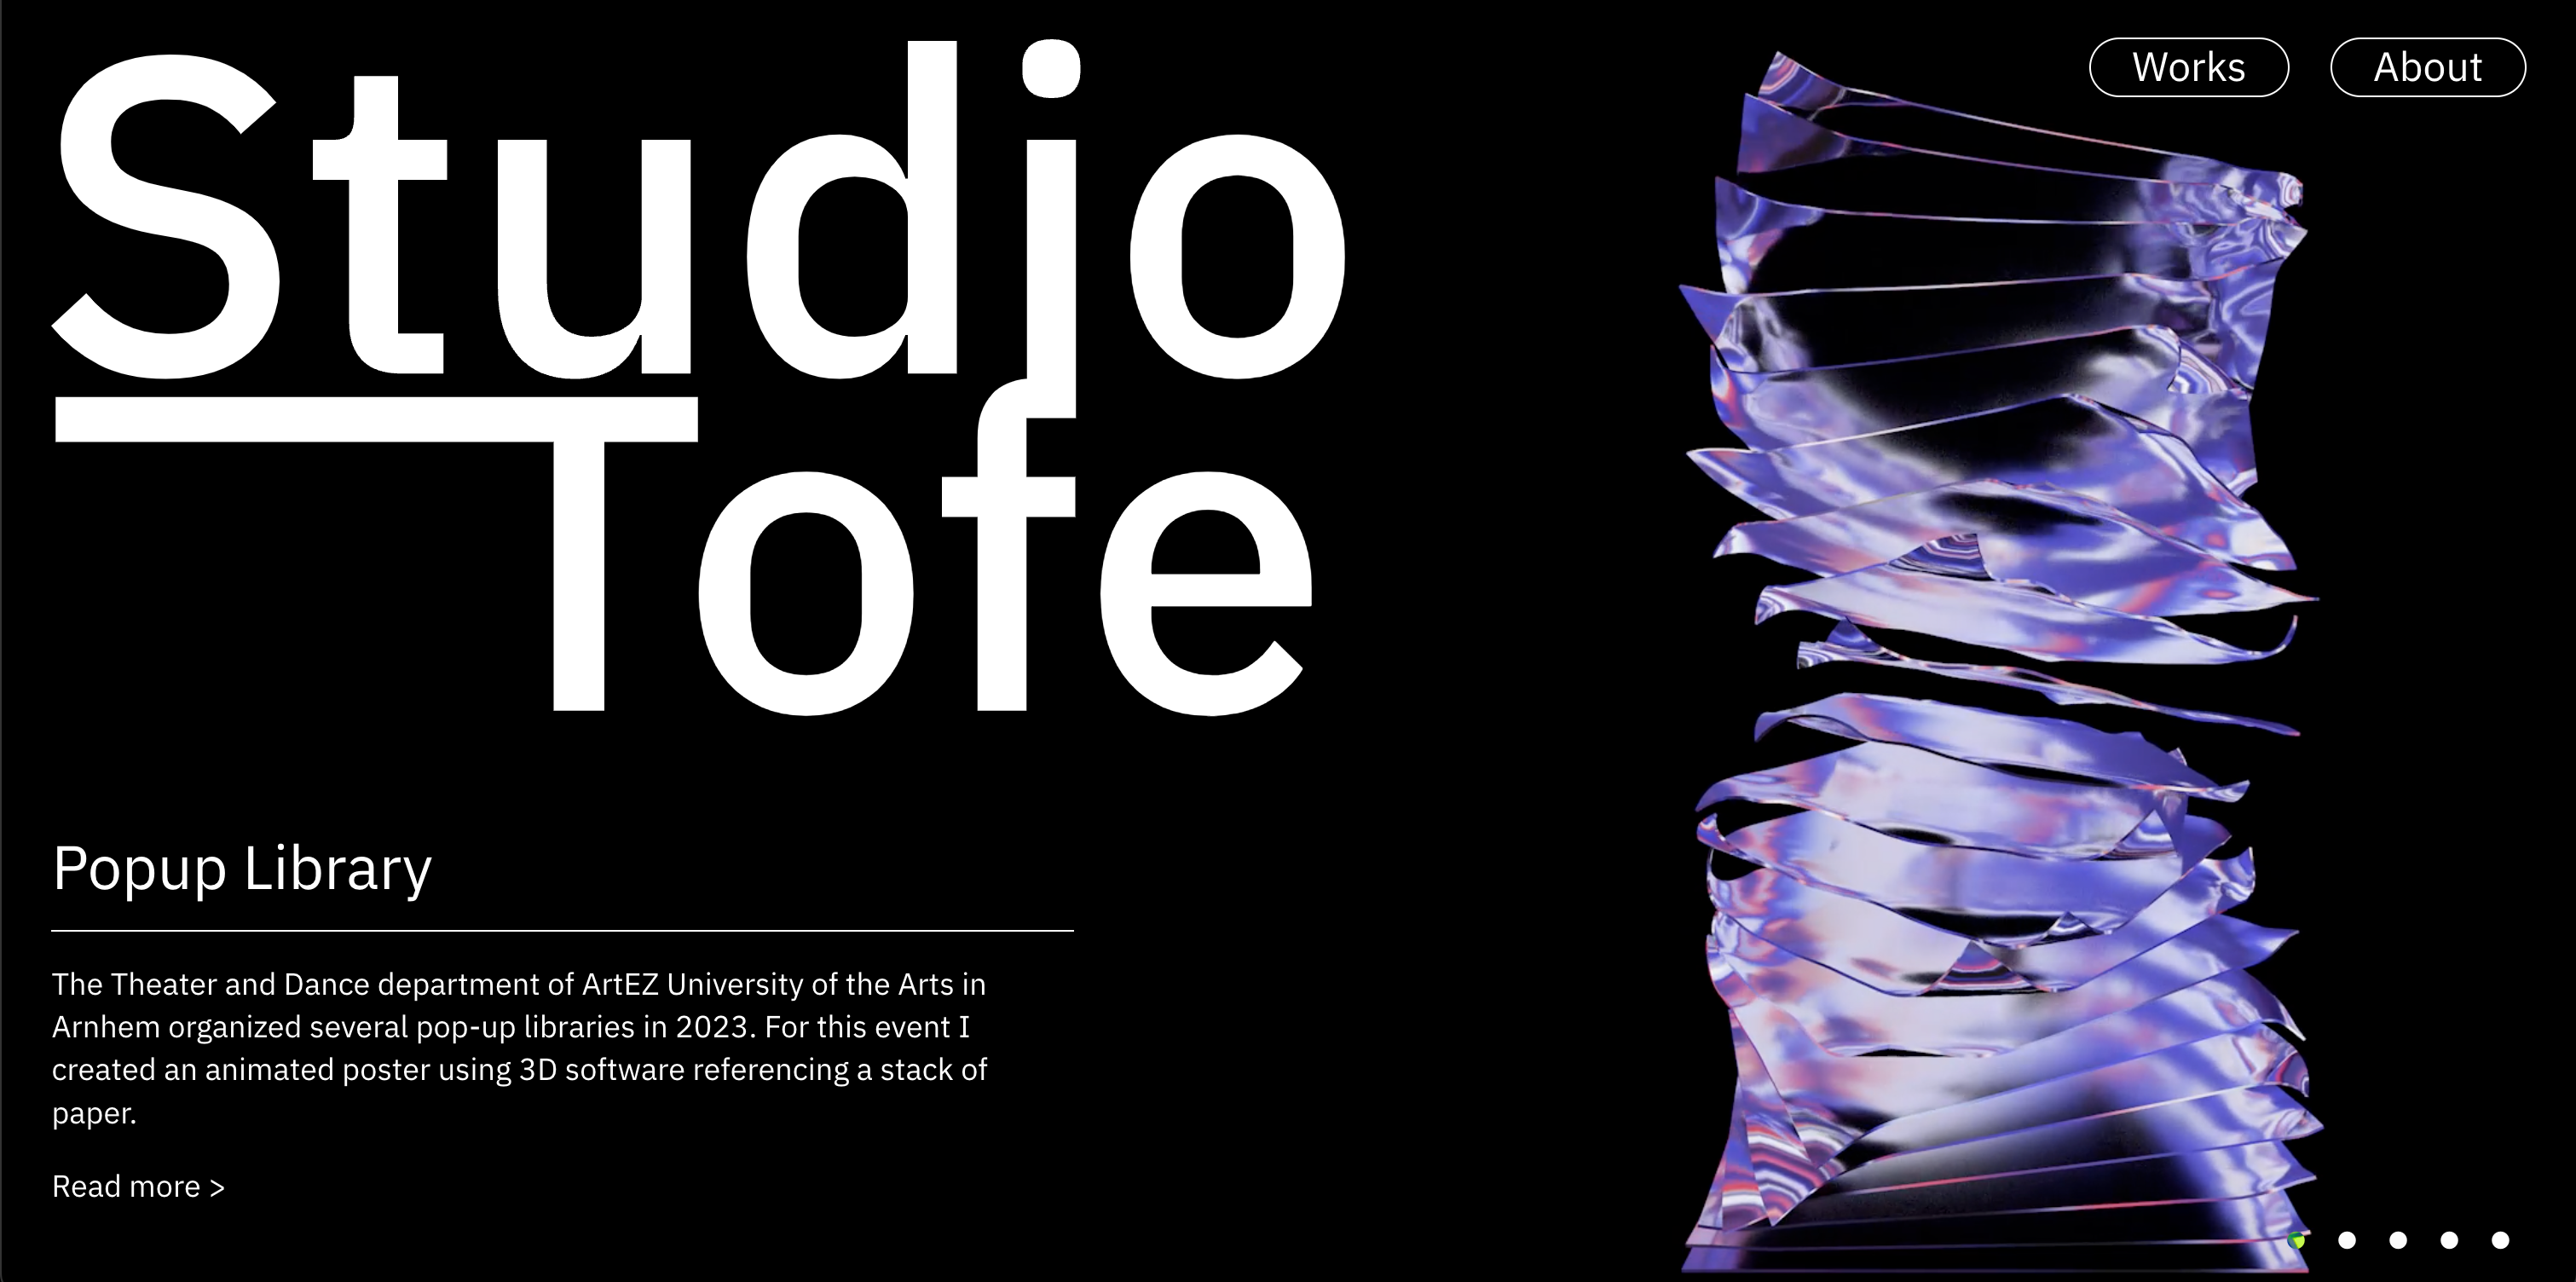 Studio
Tofe
Works
About
Popup Library
The Theater and Dance department of ArtEZ University of the Arts in
Arnhem organized several pop-up libraries in 2023. For this event I
created an animated poster using 3D software referencing a stack of
paper.
Read more >